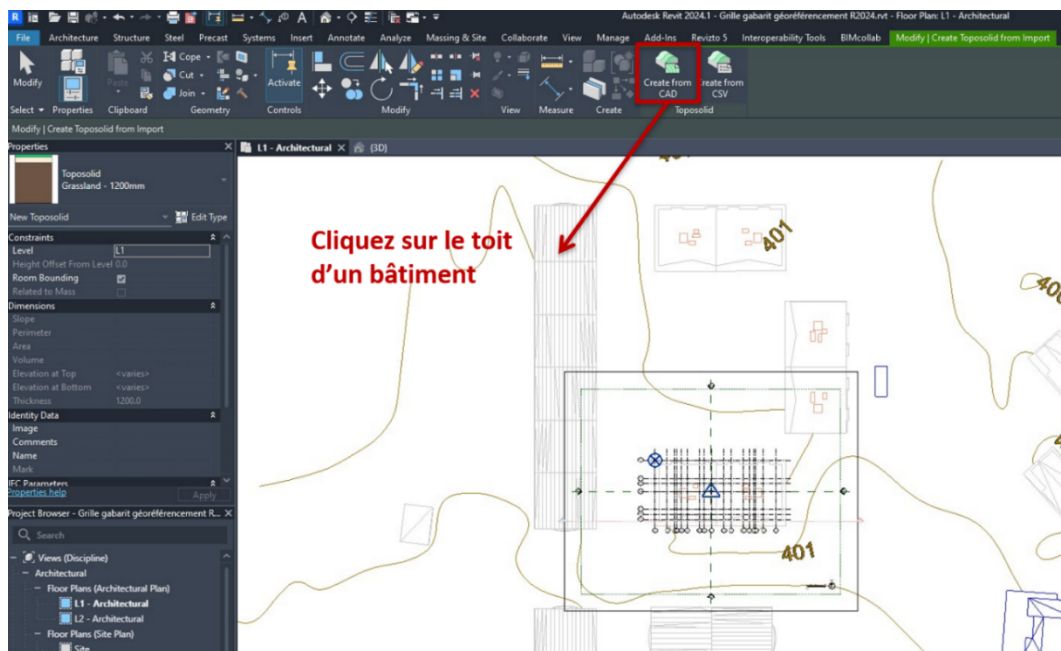 Autodesk Revit 2024.1 - Grille gabarit géoréférencement R2024.rvt - Floor Plan: L1 - Architectural
File Architecture Structure Steel Precast Systems Insert Annotate Analyze Massing & Site Collaborate View Manage Add-Ins Revizto 5 Interoperability Tools BIMcollab Modify | Create Toposolid from Import
Modify
Paste
Cope
Cut
Join
Activate
Create from CAD
Create from CSV
Select Properties Clipboard Geometry Controls Modify View Measure Create Toposolid
Modify | Create Toposolid from Import
Properties
L1 - Architectural
{3D}
Toposolid
Grassland - 1200mm
New Toposolid
Edit Type
Constraints
Level L1
Height Offset From Level 0.0
Room Bounding
Related to Mass
Dimensions
Slope
Perimeter
Area
Volume
Elevation at Top <varies>
Elevation at Bottom <varies>
Thickness 1200.0
Identity Data
Image
Comments
Name
Mark
IFC Parameters
Properties help
Apply
Project Browser - Grille gabarit géoréférencement R...
Search
Views (Discipline)
Architectural
Floor Plans (Architectural Plan)
L1 - Architectural
L2 - Architectural
Floor Plans (Site Plan)
Site
Cliquez sur le toit
d'un bâtiment
401
401